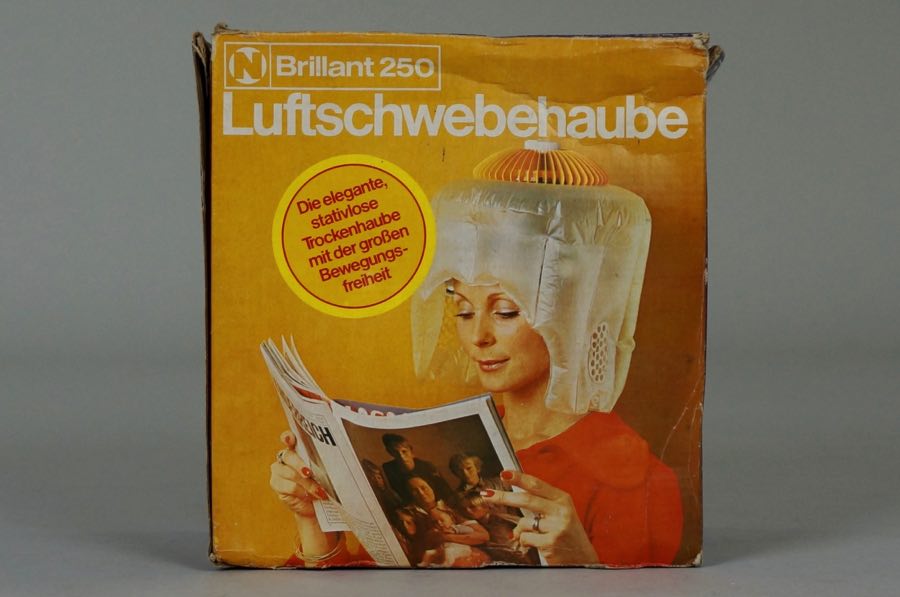 N Brillant 250
Luftschwebehaube
Die elegante,
stativlose
Trockenhaube
mit der großen
Bewegungs-
freiheit